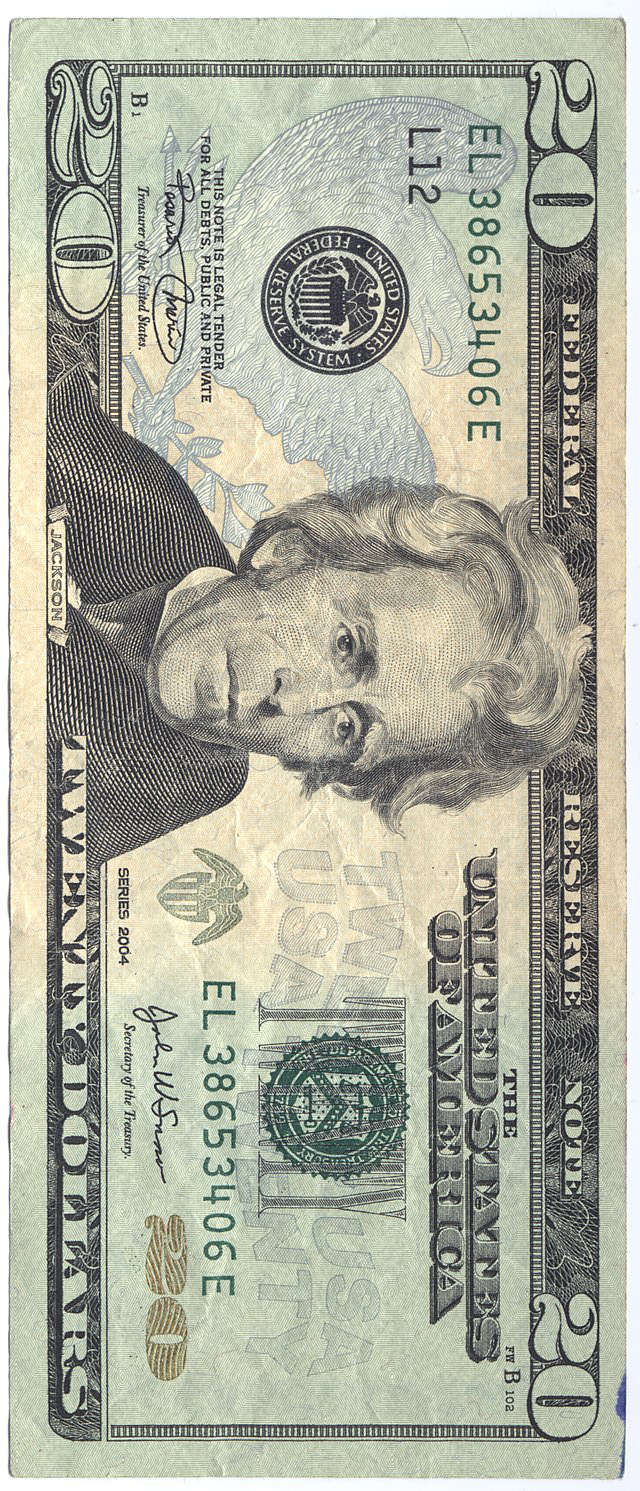 FEDERAL RESERVE NOTE
20
20
EL 38653406 E
L12
THE
UNITED STATES
OF AMERICA
UNITED STATES
FEDERAL RESERVE SYSTEM
TWENTY USA
USA TWENTY
THIS NOTE IS LEGAL TENDER
FOR ALL DEBTS, PUBLIC AND PRIVATE
Treasurer of the United States.
EL 38653406 E
SERIES 2004
Secretary of the Treasury.
20
B1
FW B 102
JACKSON
20
TWENTY DOLLARS